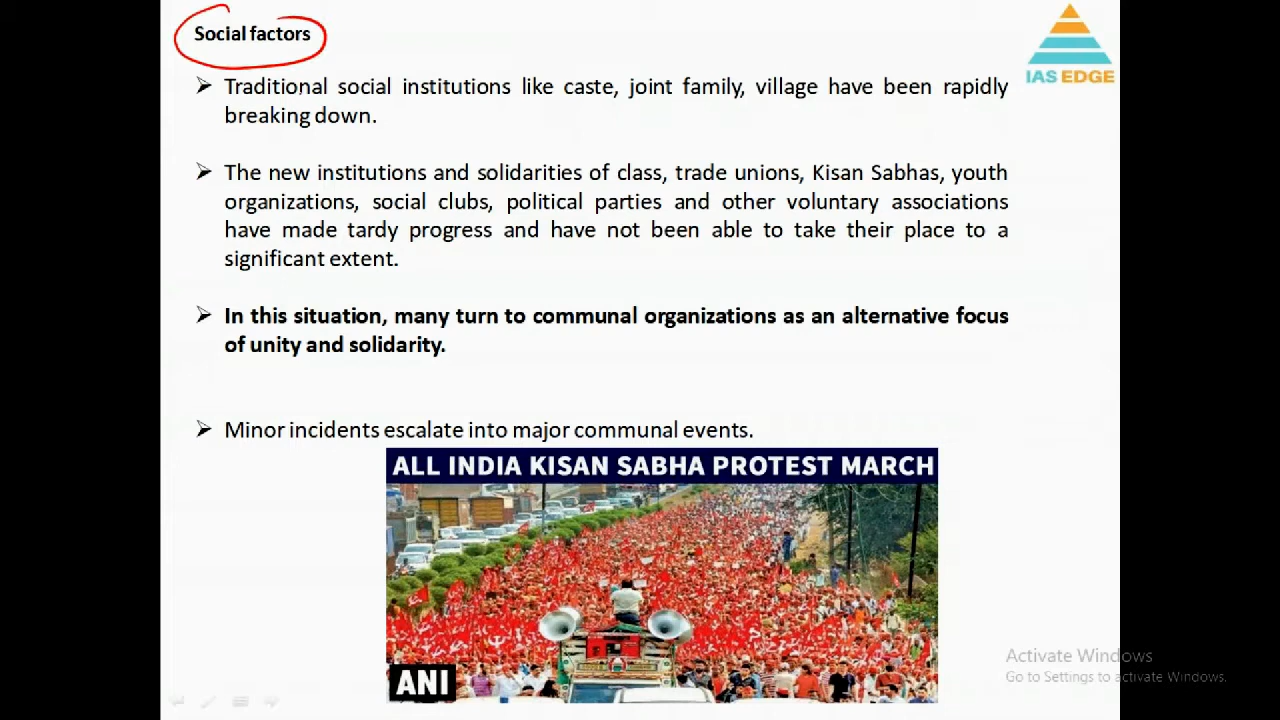 Social factors
IAS EDGE
➢ Traditional social institutions like caste, joint family, village have been rapidly
breaking down.
➢ The new institutions and solidarities of class, trade unions, Kisan Sabhas, youth
organizations, social clubs, political parties and other voluntary associations
have made tardy progress and have not been able to take their place to a
significant extent.
➢ In this situation, many turn to communal organizations as an alternative focus
of unity and solidarity.
➢ Minor incidents escalate into major communal events.
ALL INDIA KISAN SABHA PROTEST MARCH
ANI
Activate Windows
Go to Settings to activate Windows.